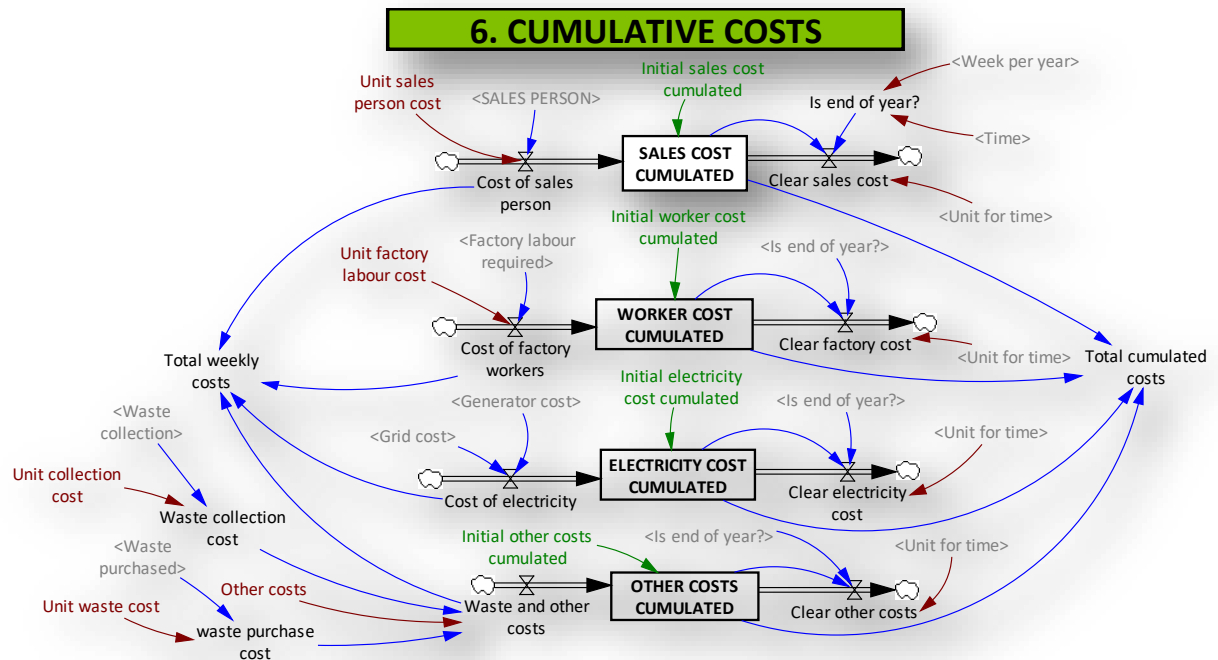 6. CUMULATIVE COSTS
Initial sales cost
cumulated
<Week per year>
Unit sales
person cost
<SALES PERSON>
Is end of year?
<Time>
SALES COST
CUMULATED
Cost of sales
person
Clear sales cost
<Unit for time>
Initial worker cost
cumulated
<Factory labour
required>
<Is end of year?>
Unit factory
labour cost
WORKER COST
CUMULATED
Cost of factory
workers
Clear factory cost
<Unit for time>
Total weekly
costs
Total cumulated
costs
Initial electricity
cost cumulated
<Generator cost>
<Is end of year?>
<Waste
collection>
<Grid cost>
<Unit for time>
ELECTRICITY COST
CUMULATED
Unit collection
cost
Cost of electricity
Clear electricity
cost
Waste collection
cost
Initial other costs
cumulated
<Is end of year?>
<Unit for time>
<Waste
purchased>
Other costs
OTHER COSTS
CUMULATED
Unit waste cost
Waste and other
costs
Clear other costs
waste purchase
cost